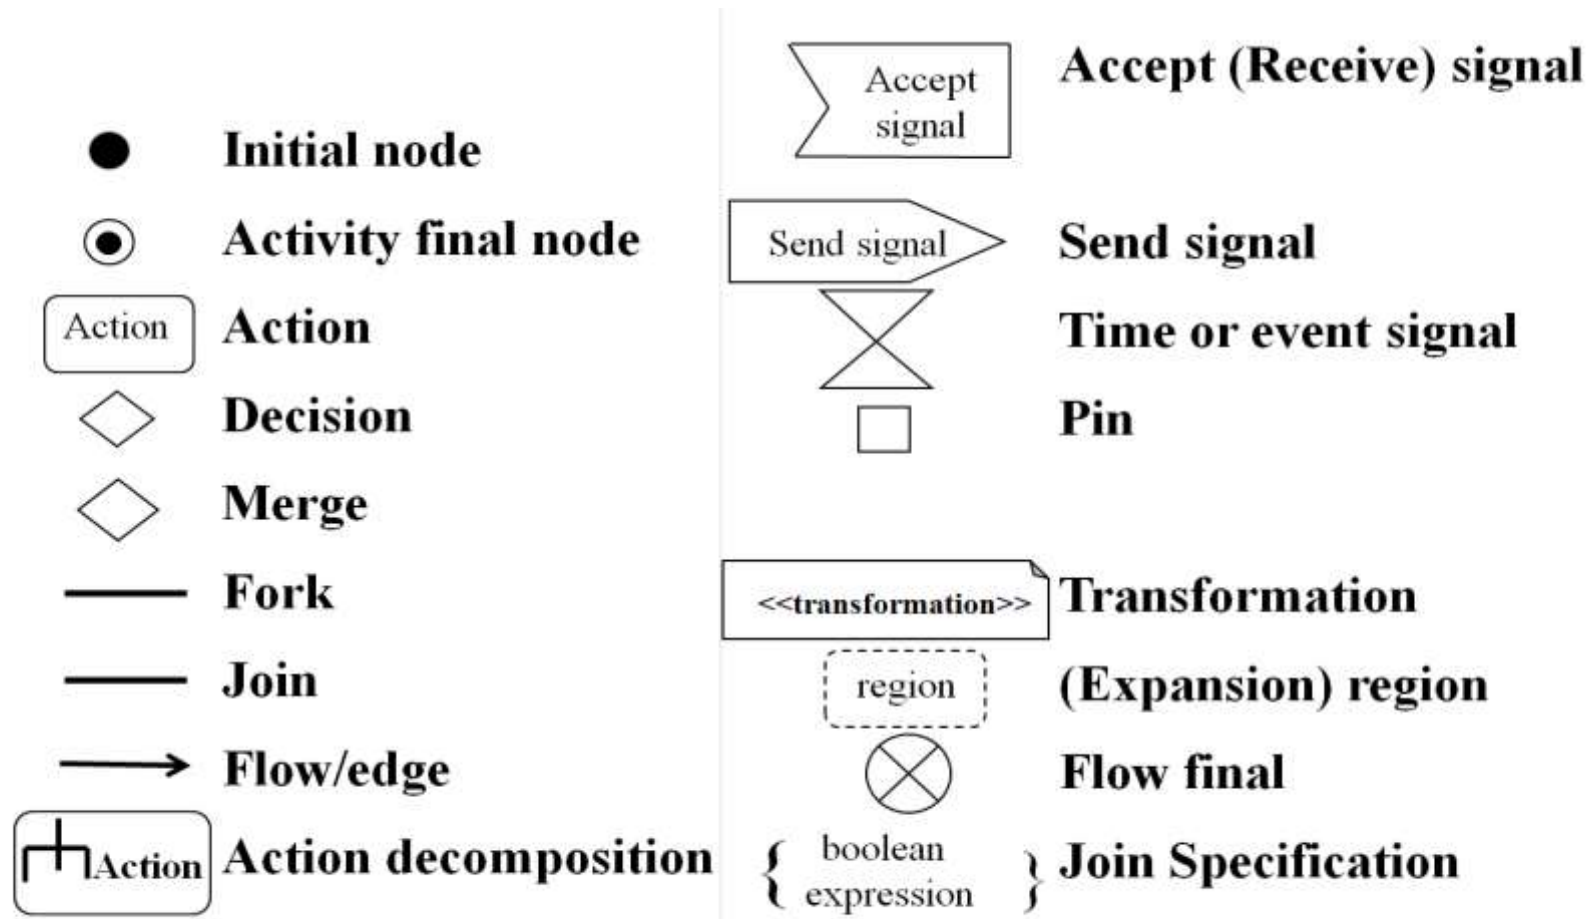 Initial node
Activity final node
Action Action
Decision
Merge
Fork
Join
Flow/edge
Action Action decomposition
Accept
signal
Accept (Receive) signal
Send signal Send signal
Time or event signal
Pin
<<transformation>> Transformation
region (Expansion) region
Flow final
{ boolean
expression } Join Specification